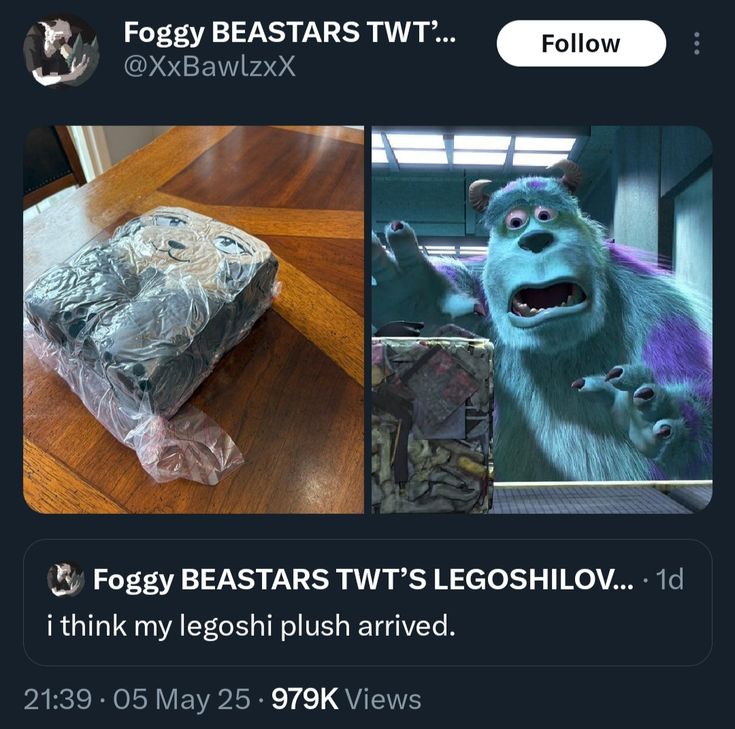 Foggy BEASTARS TWT’...
@XxBawlzxX
Follow
Foggy BEASTARS TWT’S LEGOSHILOV... · 1d
i think my legoshi plush arrived.
21:39 · 05 May 25 · 979K Views